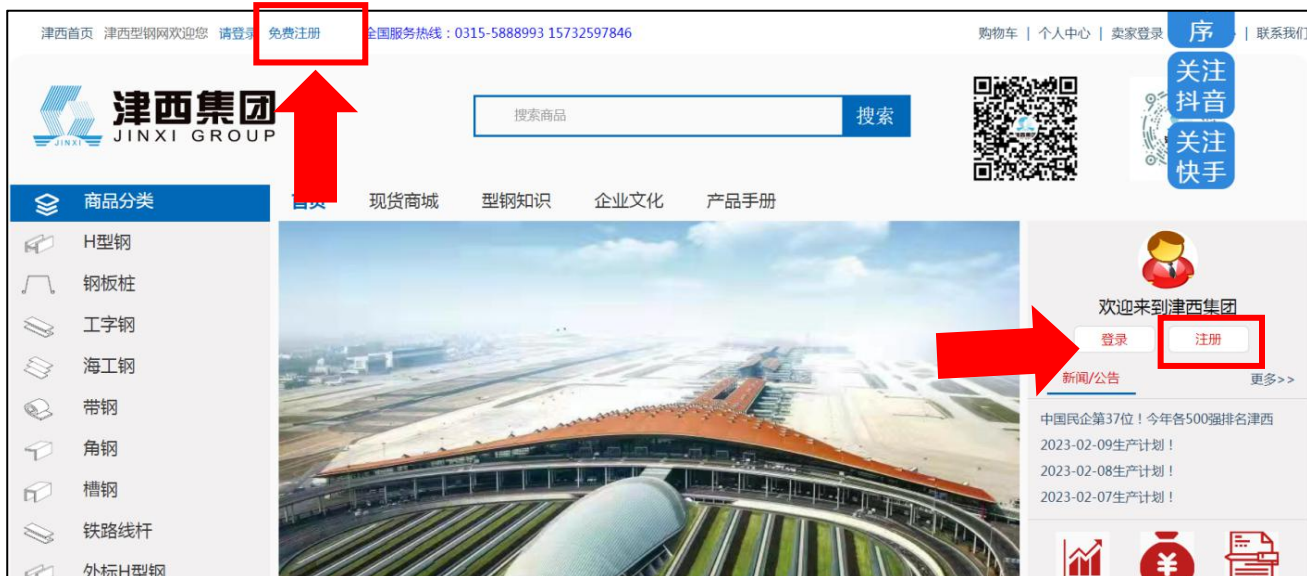 津西首页 津西型钢网欢迎您 请登录 免费注册 全国服务热线：0315-5888993 15732597846
购物车 | 个人中心 | 卖家登录 | 联系我们
序
关注
抖音
关注
快手
津西集团
JINXI GROUP
JINXI
搜索商品
搜索
商品分类
首页 现货商城 型钢知识 企业文化 产品手册
H型钢
钢板桩
工字钢
海工钢
带钢
角钢
槽钢
铁路线杆
外标H型钢
欢迎来到津西集团
登录 注册
新闻/公告 更多>>
中国民企第37位！今年各500强排名津西
2023-02-09生产计划！
2023-02-08生产计划！
2023-02-07生产计划！